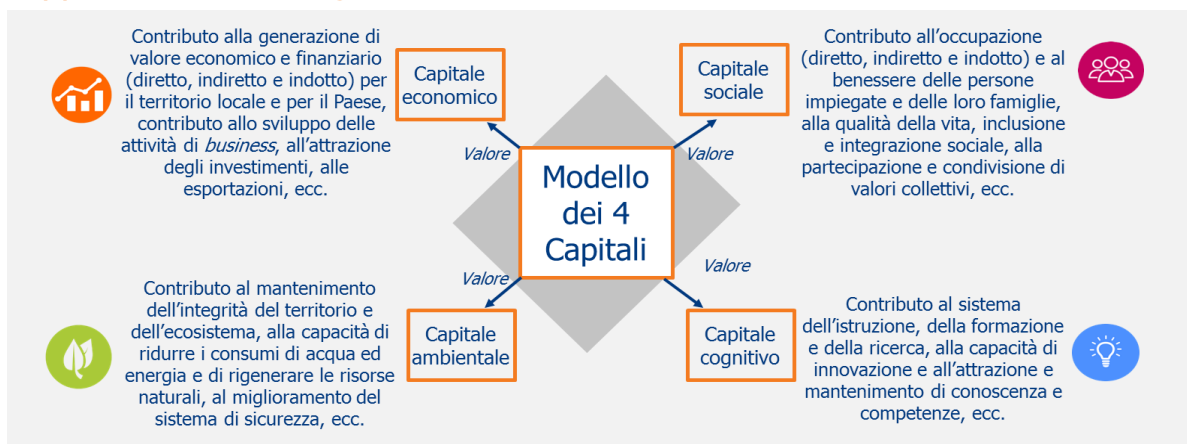 Contributo alla generazione di
valore economico e finanziario
(diretto, indiretto e indotto) per
il territorio locale e per il Paese,
contributo allo sviluppo delle
attività di business, all'attrazione
degli investimenti, alle
esportazioni, ecc.
Capitale
economico
Valore
Capitale
sociale
Valore
Contributo all'occupazione
(diretto, indiretto e indotto) e al
benessere delle persone
impiegate e delle loro famiglie,
alla qualità della vita, inclusione
e integrazione sociale, alla
partecipazione e condivisione di
valori collettivi, ecc.
Modello
dei 4
Capitali
Contributo al mantenimento
dell'integrità del territorio e
dell'ecosistema, alla capacità di
ridurre i consumi di acqua ed
energia e di rigenerare le risorse
naturali, al miglioramento del
sistema di sicurezza, ecc.
Valore
Capitale
ambientale
Valore
Capitale
cognitivo
Contributo al sistema
dell'istruzione, della formazione
e della ricerca, alla capacità di
innovazione e all'attrazione e
mantenimento di conoscenza e
competenze, ecc.